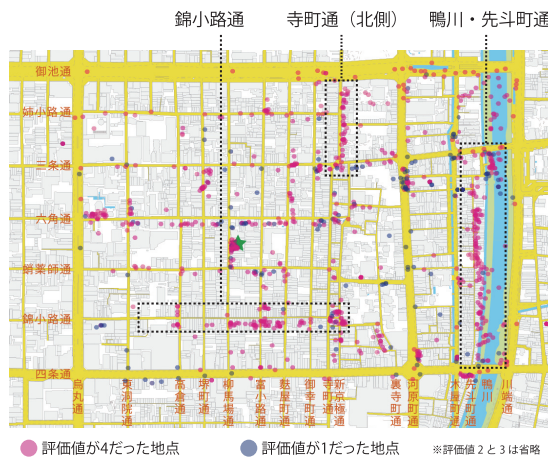 錦小路通
寺町通（北側）
鴨川・先斗町通
御池通
姉小路通
三条通
六角通
蛸薬師通
錦小路通
四条通
烏丸通
東洞院通
高倉通
堺町通
柳馬場通
富小路通
麩屋町通
御幸町通
寺町通
新京極通
裏寺町通
河原町通
木屋町通
先斗町通
鴨川
川端通
評価値が4だった地点
評価値が1だった地点
※評価値２と３は省略